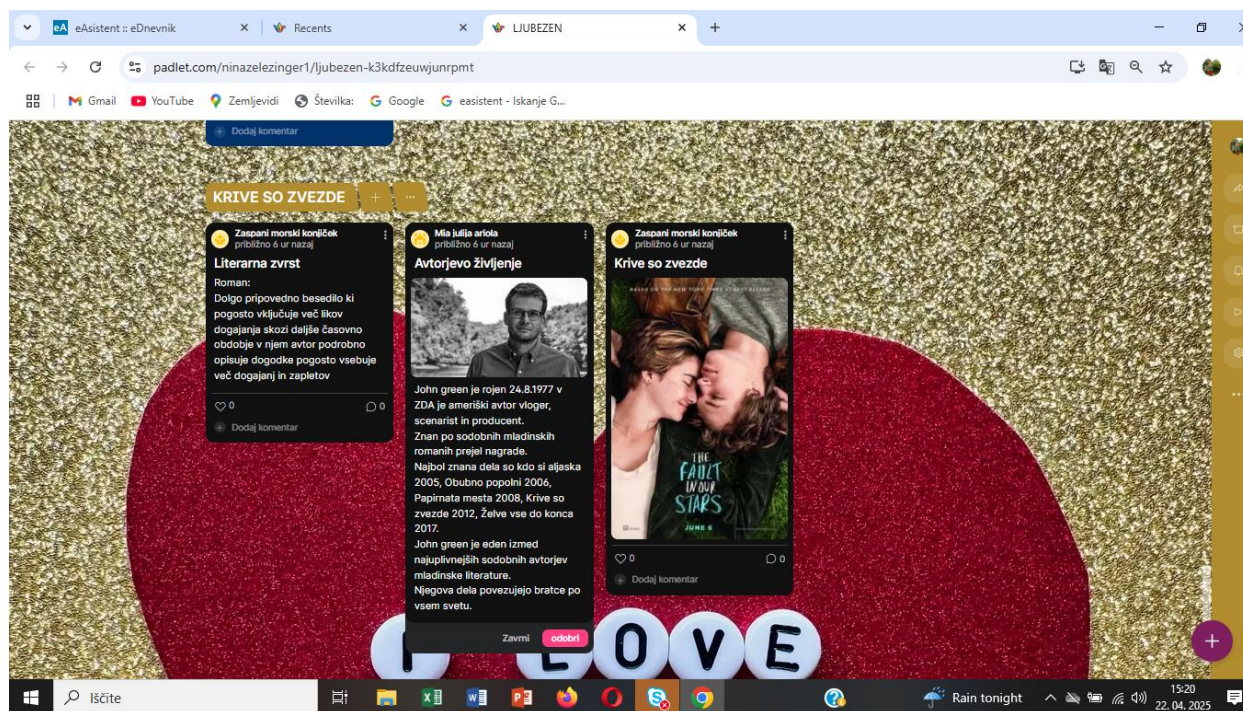 eA eAsistent :: eDnevnik
Recents
LJUBEZEN
padlet.com/ninazelezinger1/ljubezen-k3kdfzeuwjunrpmt
Gmail
YouTube
Zemljevidi
Številka:
Google
easistent - Iskanje G...
Dodaj komentar
KRIVE SO ZVEZDE
Zaspani morski konjiček
približno 6 ur nazaj
Literarna zvrst
Roman:
Dolgo pripovedno besedilo ki
pogosto vključuje več likov
dogajanja skozi daljše časovno
obdobje v njem avtor podrobno
opisuje dogodke pogosto vsebuje
več dogajanj in zapletov
0
0
Dodaj komentar
Mia julija ariola
približno 6 ur nazaj
Avtorjevo življenje
John green je rojen 24.8.1977 v
ZDA je ameriški avtor vloger,
scenarist in producent.
Znan po sodobnih mladinskih
romanih prejel nagrade.
Najbol znana dela so kdo si aljaska
2005, Obubno popolni 2006,
Papirnata mesta 2008, Krive so
zvezde 2012, Želve vse do konca
2017.
John green je eden izmed
najuplivnejših sodobnih avtorjev
mladinske literature.
Njegova dela povezujejo bratce po
vsem svetu.
Zavrni
odobri
Zaspani morski konjiček
približno 6 ur nazaj
Krive so zvezde
BASED ON THE NEW YORK TIMES BESTSELLER
THE
FAULT
IN OUR
STARS
JUNE 6
0
0
Dodaj komentar
I LOVE
Iščite
Rain tonight
15:20
22. 04. 2025